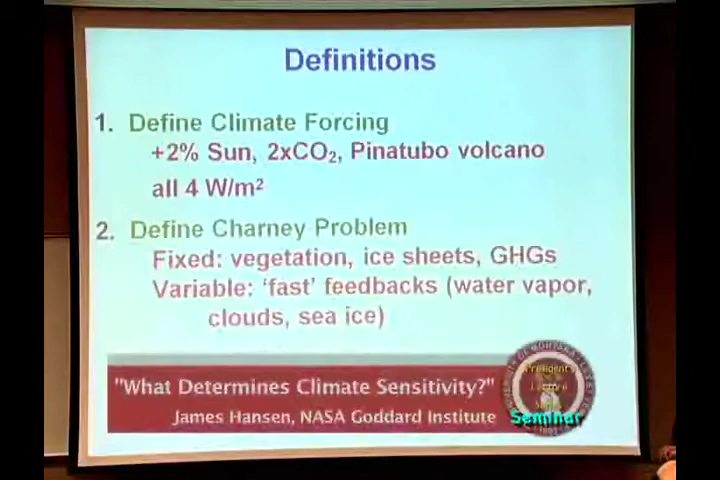 Definitions
1. Define Climate Forcing
+2% Sun, 2xCO₂, Pinatubo volcano
all 4 W/m²
2. Define Charney Problem
Fixed: vegetation, ice sheets, GHGs
Variable: ‘fast’ feedbacks (water vapor,
clouds, sea ice)
"What Determines Climate Sensitivity?"
James Hansen, NASA Goddard Institute
President's
Lecture
Seminar